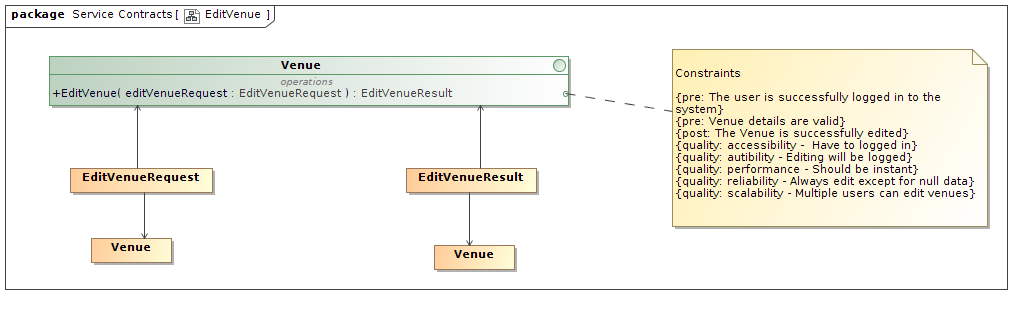 package Service Contracts [ EditVenue ]
Venue
operations
+EditVenue( editVenueRequest : EditVenueRequest ) : EditVenueResult
EditVenueRequest
EditVenueResult
Venue
Venue
Constraints
{pre: The user is successfully logged in to the
system}
{pre: Venue details are valid}
{post: The Venue is successfully edited}
{quality: accessibility -  Have to logged in}
{quality: autibility - Editing will be logged}
{quality: performance - Should be instant}
{quality: reliability - Always edit except for null data}
{quality: scalability - Multiple users can edit venues}